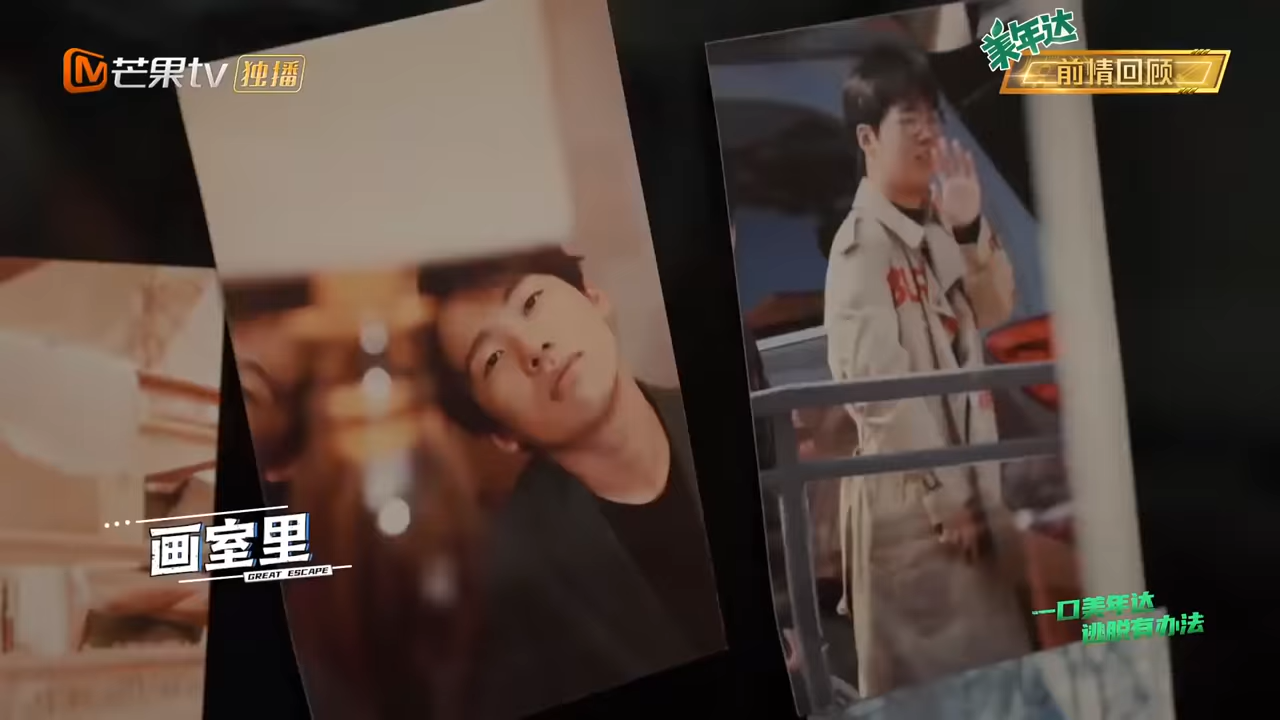 芒果tv 独播
美年达
前情回顾
BU
画室里
GREAT ESCAPE
一口美年达
逃脱有办法